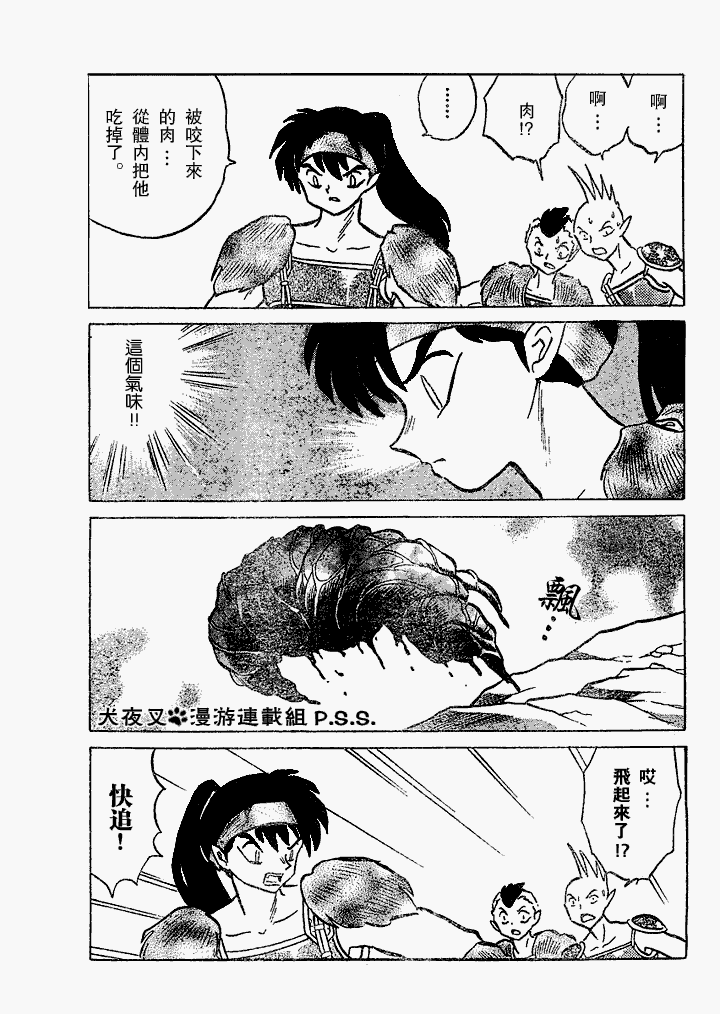 啊…
啊…
肉!?
……
被咬下來
的肉…
從體內把他
吃掉了。
這個氣味!!
飄…
犬夜叉 漫游連載組 P.S.S.
哎…
飛起來了!?
快追！